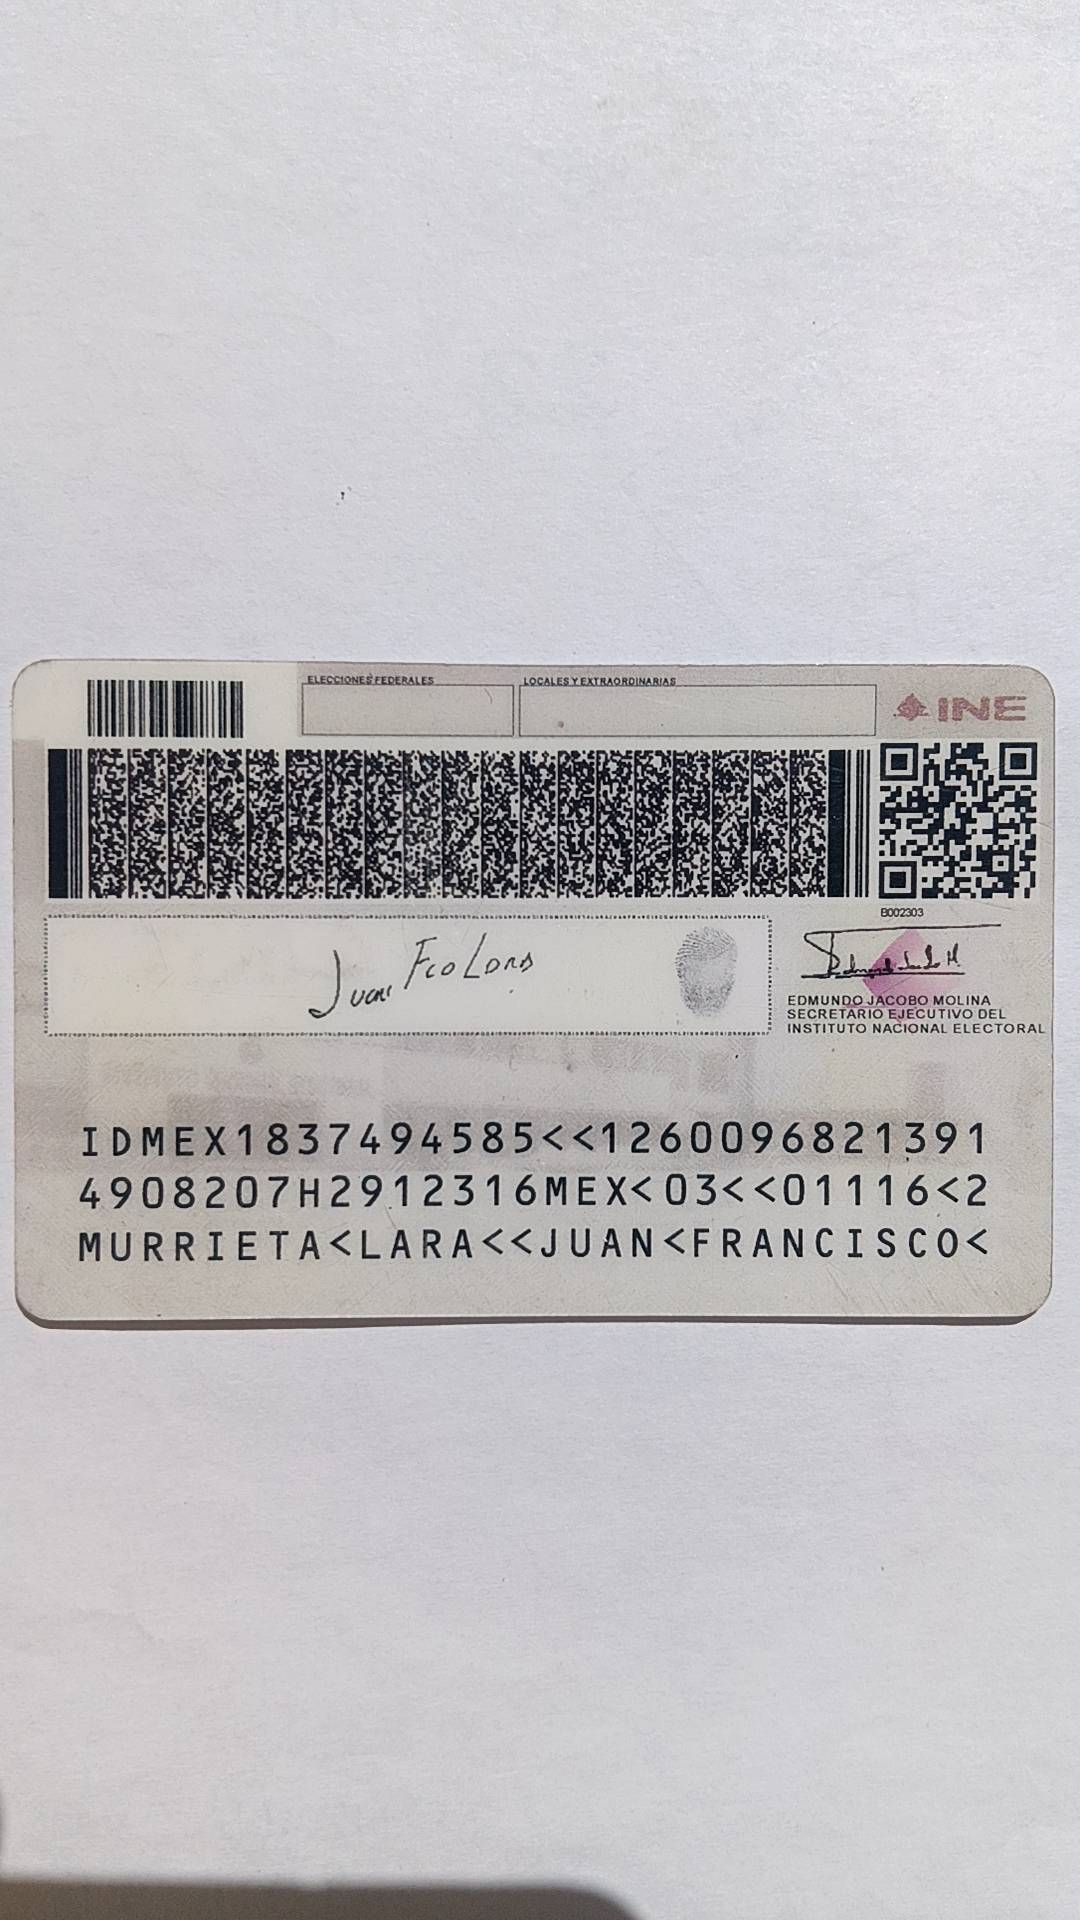 ELECCIONES FEDERALES
LOCALES Y EXTRAORDINARIAS
INE
B002303
Juan Fco Lara
EDMUNDO JACOBO MOLINA
SECRETARIO EJECUTIVO DEL
INSTITUTO NACIONAL ELECTORAL
IDMEX1837494585<<1260096821391
4908207H2912316MEX<03<<01116<2
MURRIETA<LARA<<JUAN<FRANCISCO<